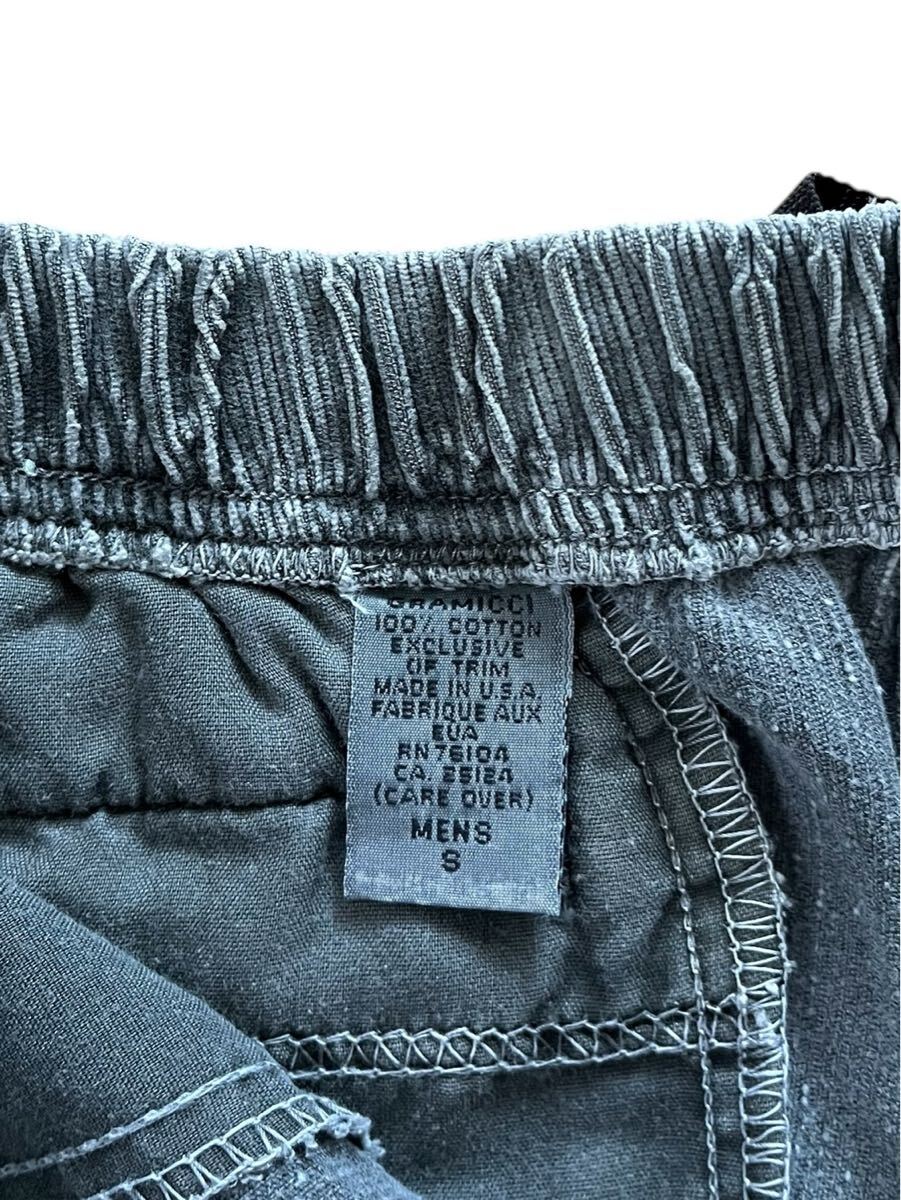 GRAMICCI
100% COTTON
EXCLUSIVE
OF TRIM
MADE IN U.S.A.
FABRIQUE AUX
EUA
RN76104
CA. 25124
(CARE OVER)
MENS
S